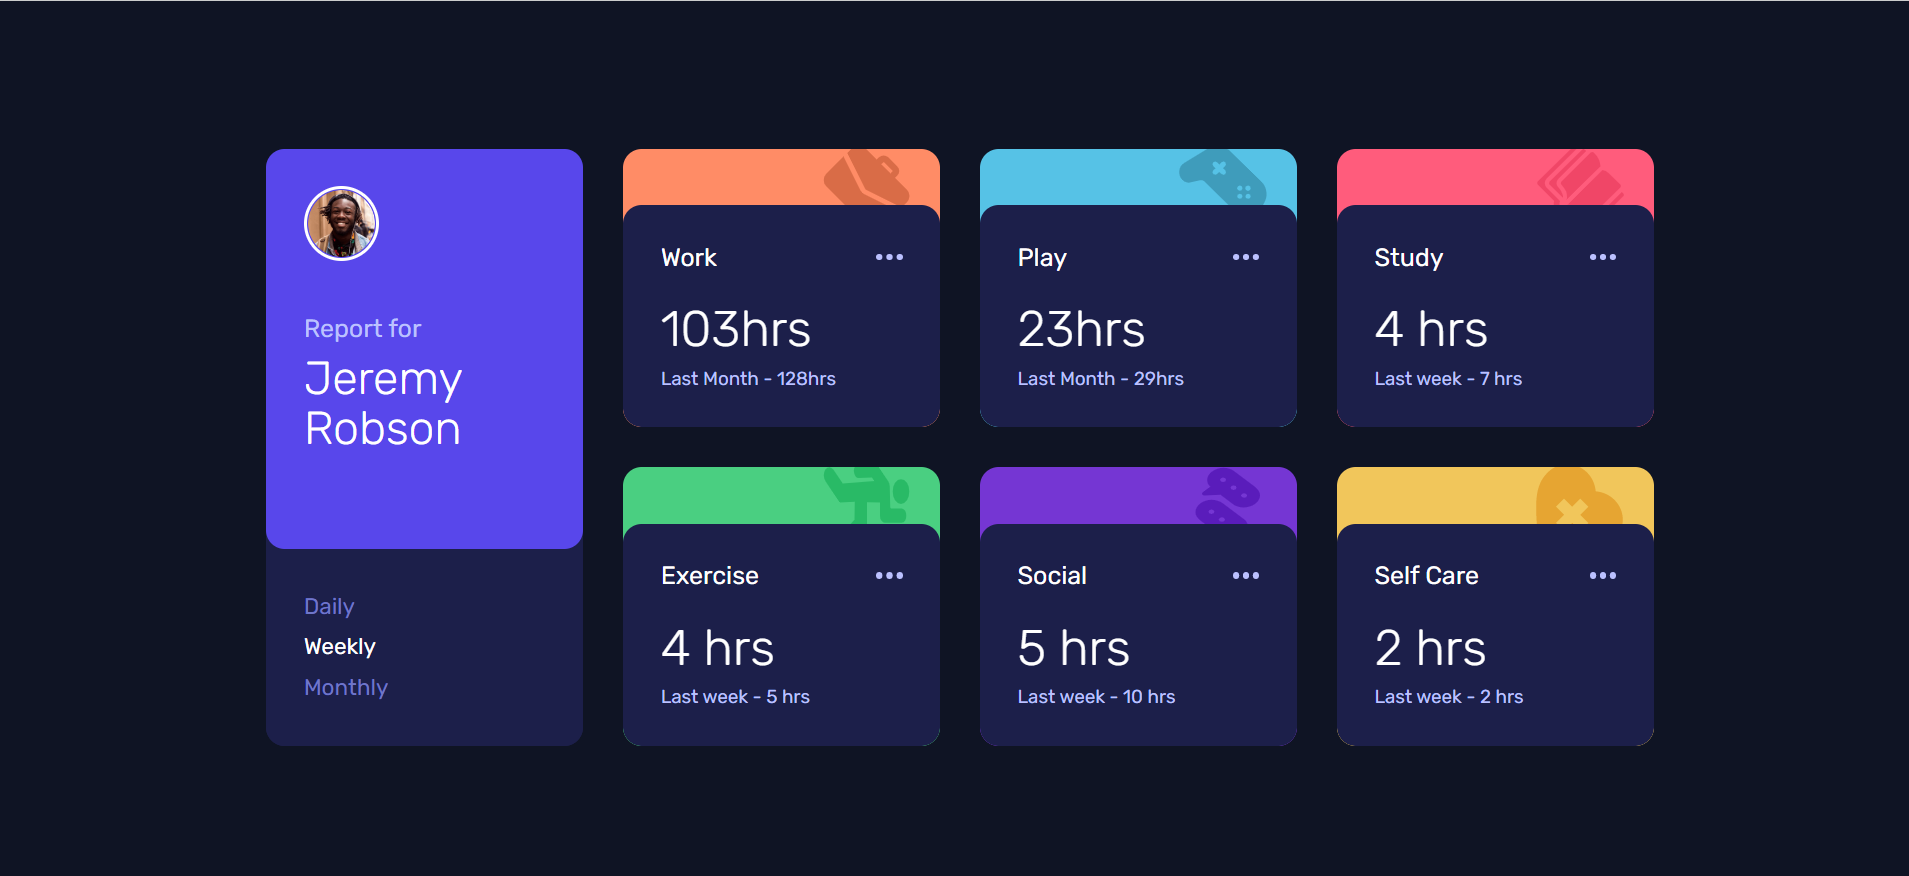 Report for
Jeremy
Robson
Daily
Weekly
Monthly
Work
103hrs
Last Month - 128hrs
Play
23hrs
Last Month - 29hrs
Study
4 hrs
Last week - 7 hrs
Exercise
4 hrs
Last week - 5 hrs
Social
5 hrs
Last week - 10 hrs
Self Care
2 hrs
Last week - 2 hrs